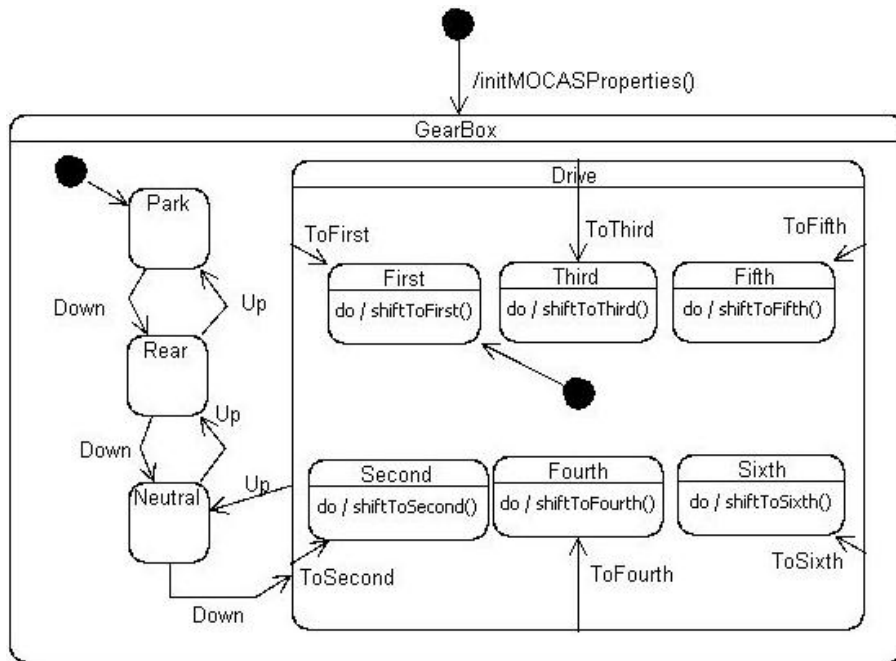 /initMOCASProperties()
GearBox
Drive
Park
ToFirst
ToThird
ToFifth
First
do / shiftToFirst()
Third
do / shiftToThird()
Fifth
do / shiftToFifth()
Down
Up
Rear
Up
Down
Neutral
Up
Second
do / shiftToSecond()
Fourth
do / shiftToFourth()
Sixth
do / shiftToSixth()
ToSecond
ToFourth
ToSixth
Down